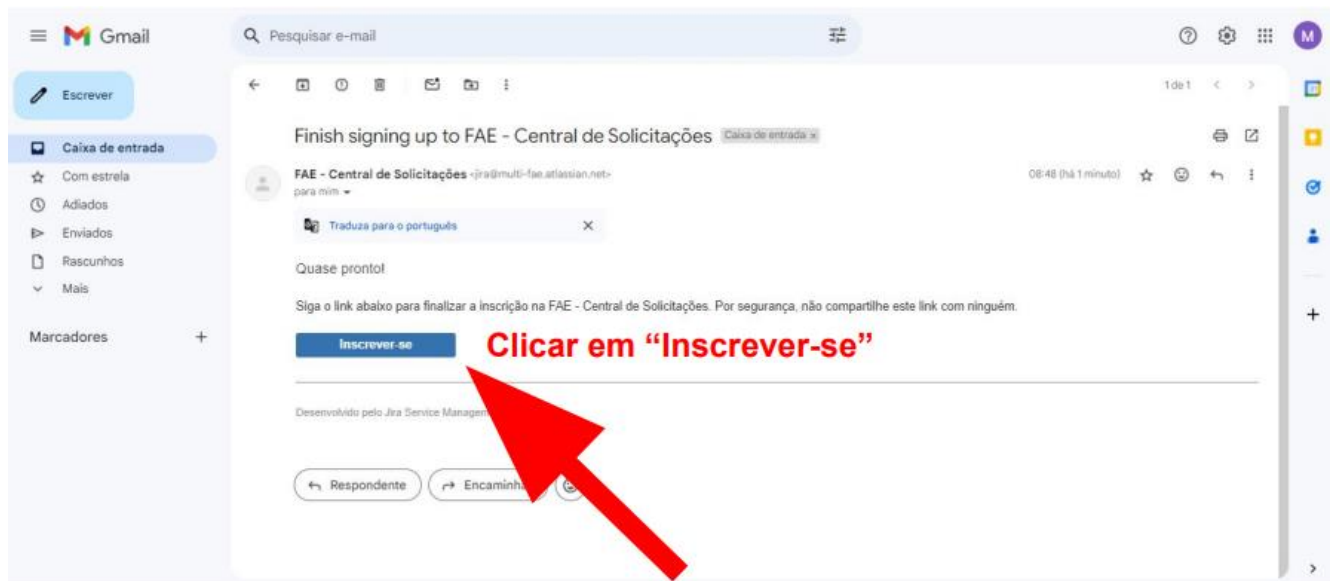 Gmail
Pesquisar e-mail
M
Escrever
1 de 1
Finish signing up to FAE - Central de Solicitações Caixa de entrada x
Caixa de entrada
FAE - Central de Solicitações <jira@multi-fae.atlassian.net> 08:48 (há 1 minuto)
Com estrela
para mim
Adiados
Traduza para o português
Enviados
Rascunhos
Quase pronto!
Mais
Siga o link abaixo para finalizar a inscrição na FAE - Central de Solicitações. Por segurança, não compartilhe este link com ninguém.
Marcadores
Inscrever-se Clicar em “Inscrever-se”
Desenvolvido pelo Jira Service
Respondente